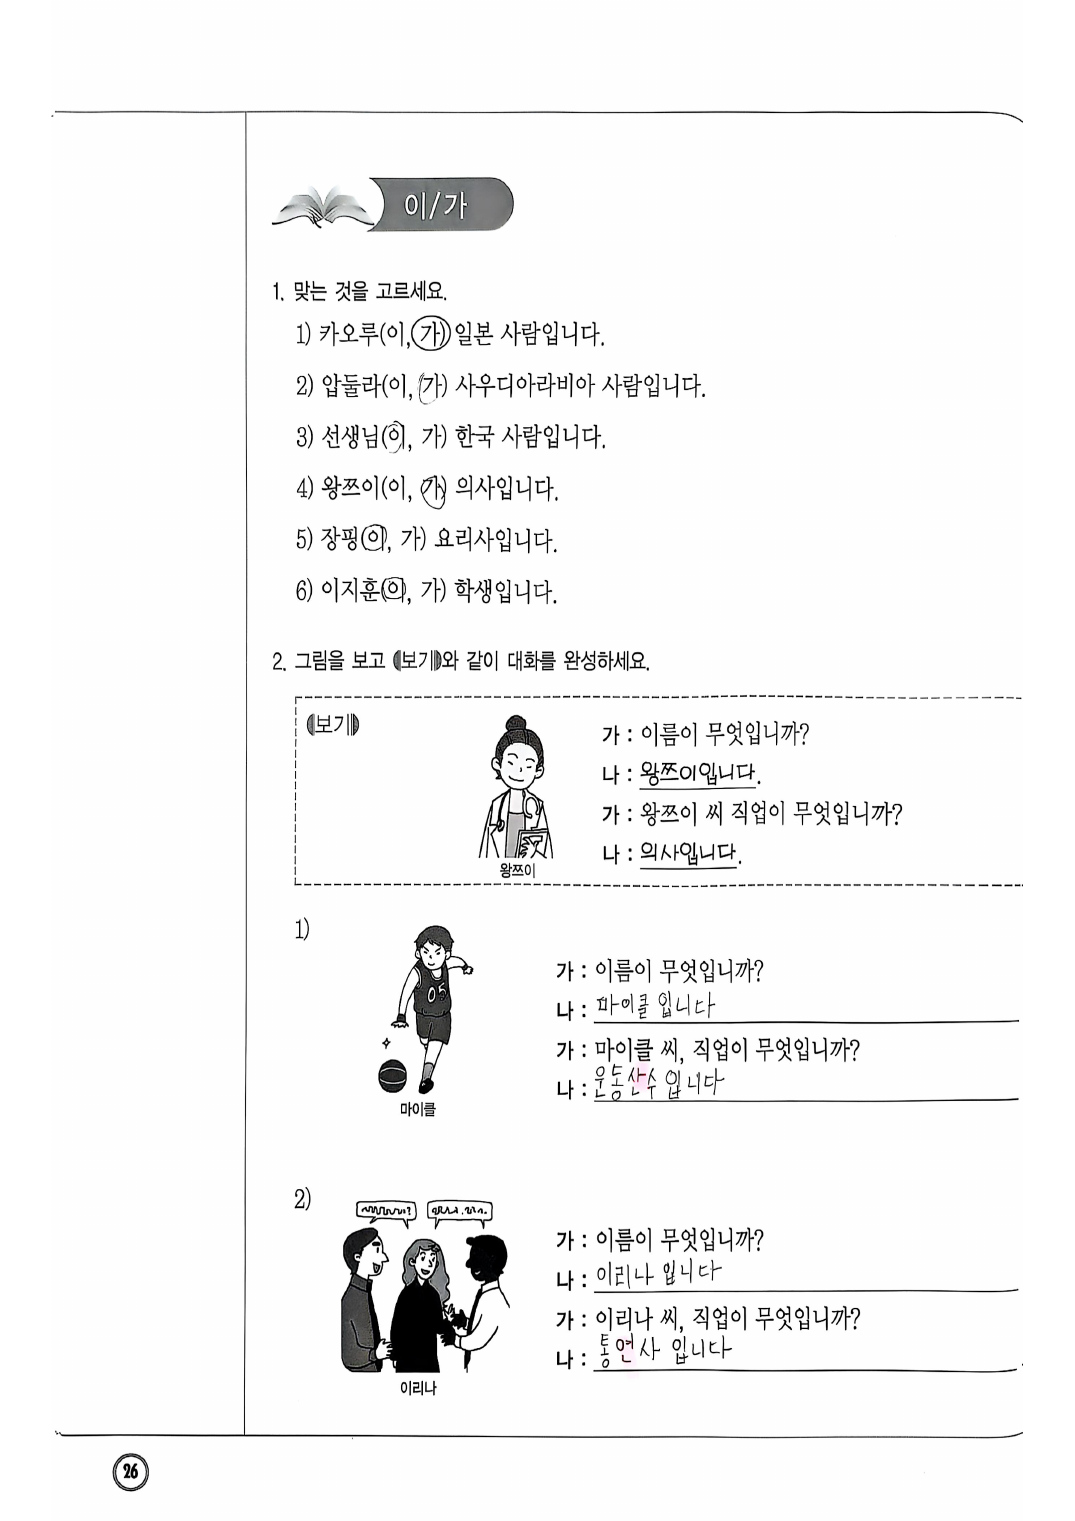 이/가
1. 맞는 것을 고르세요.
1) 카오루(이, 가) 일본 사람입니다.
2) 압둘라(이, 가) 사우디아라비아 사람입니다.
3) 선생님(이, 가) 한국 사람입니다.
4) 왕쯔이(이, 가) 의사입니다.
5) 장핑(이, 가) 요리사입니다.
6) 이지훈(이, 가) 학생입니다.
2. 그림을 보고 보기와 같이 대화를 완성하세요.
보기
가 : 이름이 무엇입니까?
나 : 왕쯔이입니다.
가 : 왕쯔이 씨 직업이 무엇입니까?
나 : 의사입니다.
왕쯔이
1)
05
가 : 이름이 무엇입니까?
나 : 마이클 입니다
가 : 마이클 씨, 직업이 무엇입니까?
나 : 운동산수 입니다
마이클
2)
가 : 이름이 무엇입니까?
나 : 이리나 입니다
가 : 이리나 씨, 직업이 무엇입니까?
나 : 통연사 입니다
이리나
26